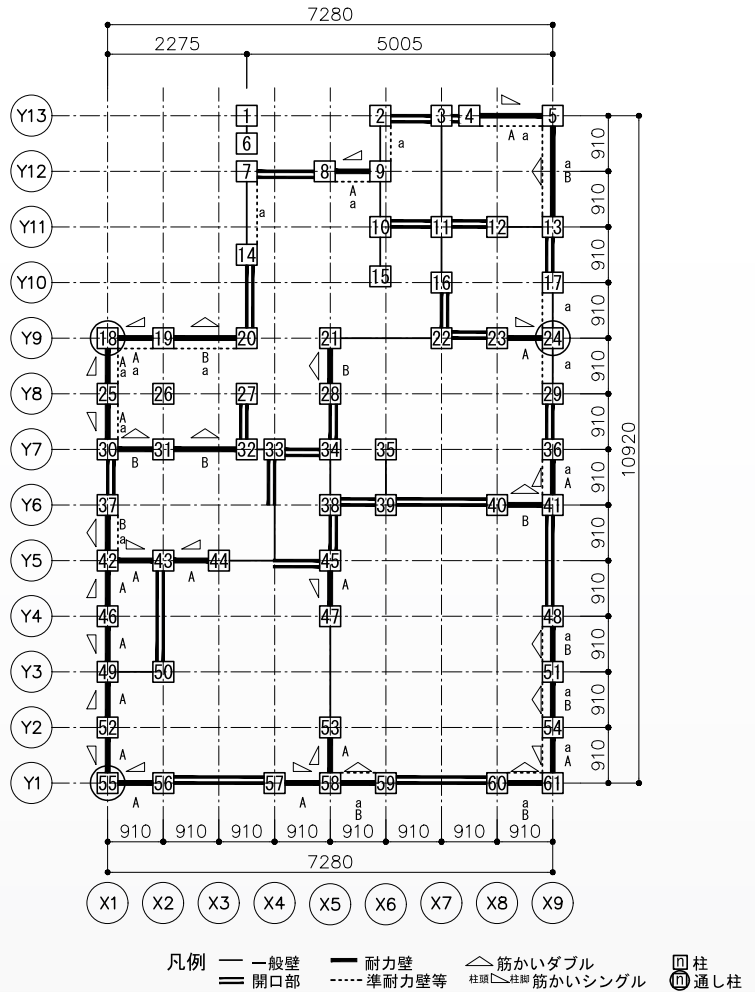 7280
2275 5005
Y13 1 2 3 4 5
6 a A a 910
Y12 7 8 9 a B
A a a 910
Y11 10 11 12 13
14 910
Y10 15 16 17
a 910
Y9 18 19 20 21 22 23 24
A a A a B a B A a 910
Y8 25 26 27 28 29
A a 910
Y7 30 31 32 33 34 35 36
B B a A 910
Y6 37 38 39 40 41
B a B 910
Y5 42 43 44 45
A A A A 910
Y4 46 47 48
A a B 910
Y3 49 50 51
A a B 910
Y2 52 53 54
A A a A 910
Y1 55 56 57 58 59 60 61
A A a B a B
10920
910 910 910 910 910 910 910 910
7280
X1 X2 X3 X4 X5 X6 X7 X8 X9
凡例 一般壁 耐力壁 筋かいダブル n 柱
開口部 準耐力壁等 柱頭 柱脚 筋かいシングル n 通し柱